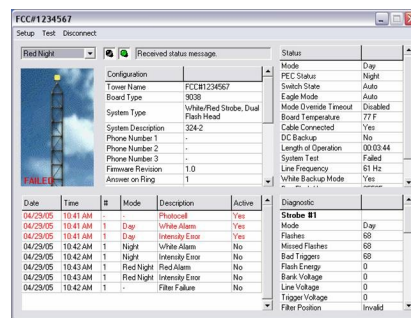 FCC#1234567
Setup Test Disconnect
Red Night
Received status message.
FAILED
Configuration
Tower Name FCC#1234567
Board Type 9038
System Type White/Red Strobe, Dual
Flash Head
System Description 324-2
Phone Number 1 -
Phone Number 2 -
Phone Number 3 -
Firmware Revision 1.0
Answer on Ring 1
Status
Mode Day
PEC Status Night
Switch State Auto
Eagle Mode Auto
Mode Override Timeout Disabled
Board Temperature 77 F
Cable Connected Yes
DC Backup No
Length of Operation 00:03:44
System Test Failed
Line Frequency 61 Hz
White Backup Mode Yes
Date Time # Mode Description Active
04/29/05 10:41 AM - - Photocell Yes
04/29/05 10:41 AM 1 Day White Alarm Yes
04/29/05 10:41 AM 1 Day Intensity Error Yes
04/29/05 10:42 AM 1 Night White Alarm No
04/29/05 10:42 AM 1 Night Intensity Error No
04/29/05 10:43 AM 1 Red Night Red Alarm No
04/29/05 10:43 AM 1 Red Night Intensity Error No
04/29/05 10:42 AM 1 - Filter Failure No
Diagnostic
Strobe #1
Mode Day
Flashes 68
Missed Flashes 68
Bad Triggers 68
Flash Energy 0
Bank Voltage 0
Line Voltage 0
Trigger Voltage 0
Filter Position Invalid